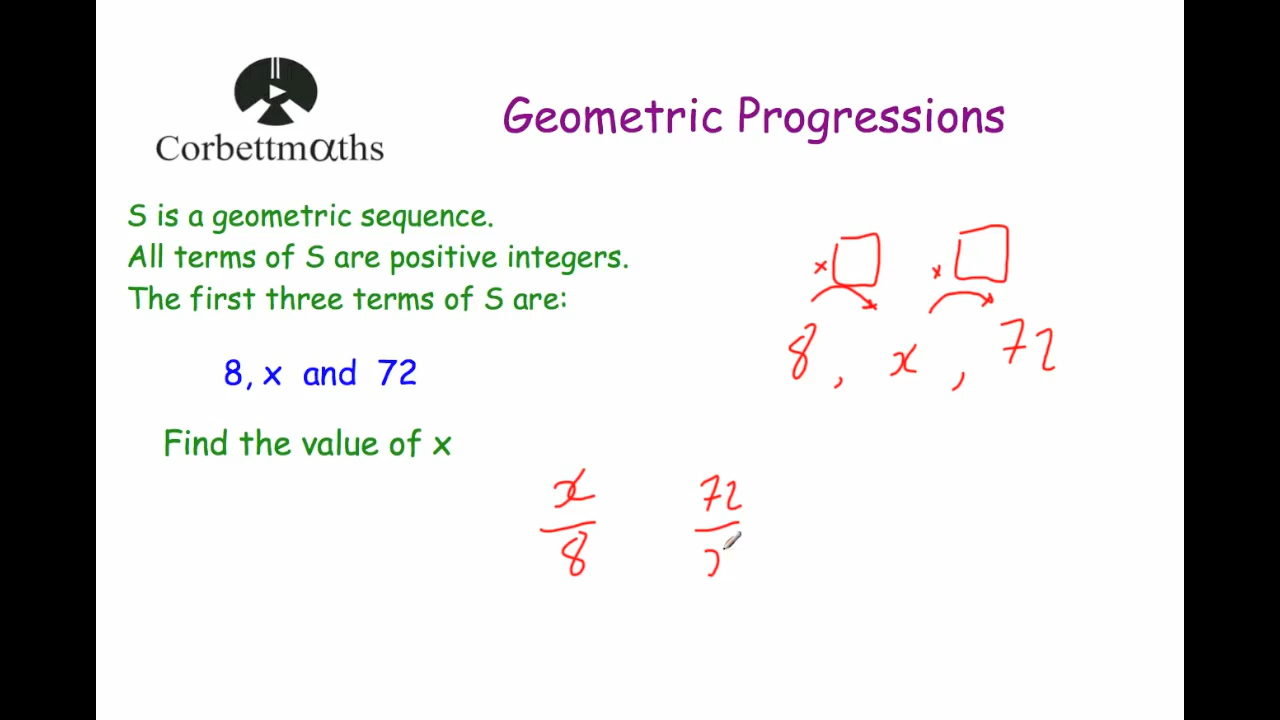 Corbettmαths
Geometric Progressions
S is a geometric sequence.
All terms of S are positive integers.
The first three terms of S are:
8, x and 72
Find the value of x
x x
8 , x , 72
x 72
8